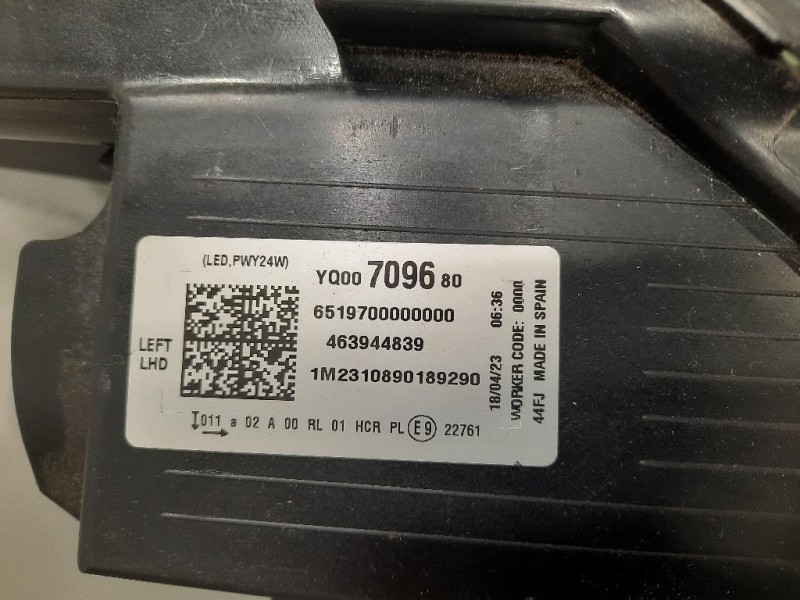 (LED,PWY24W)
YQ00 7096 80
6519700000000
463944839
1M2310890189290
LEFT
LHD
I011 a 02 A 00 RL 01 HCR PL E9 22761
18/04/23 06:36
WORKER CODE: 0000
44FJ MADE IN SPAIN